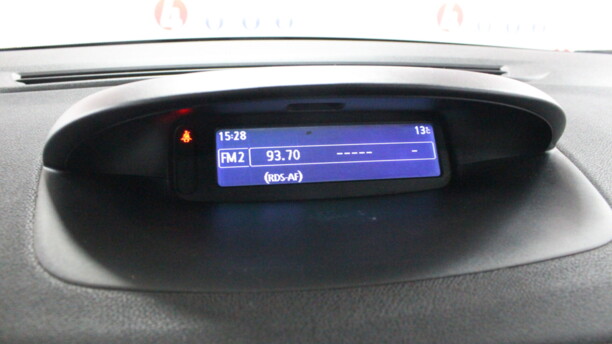 15:28 13
FM2 93.70 ----- -
(RDS-AF)